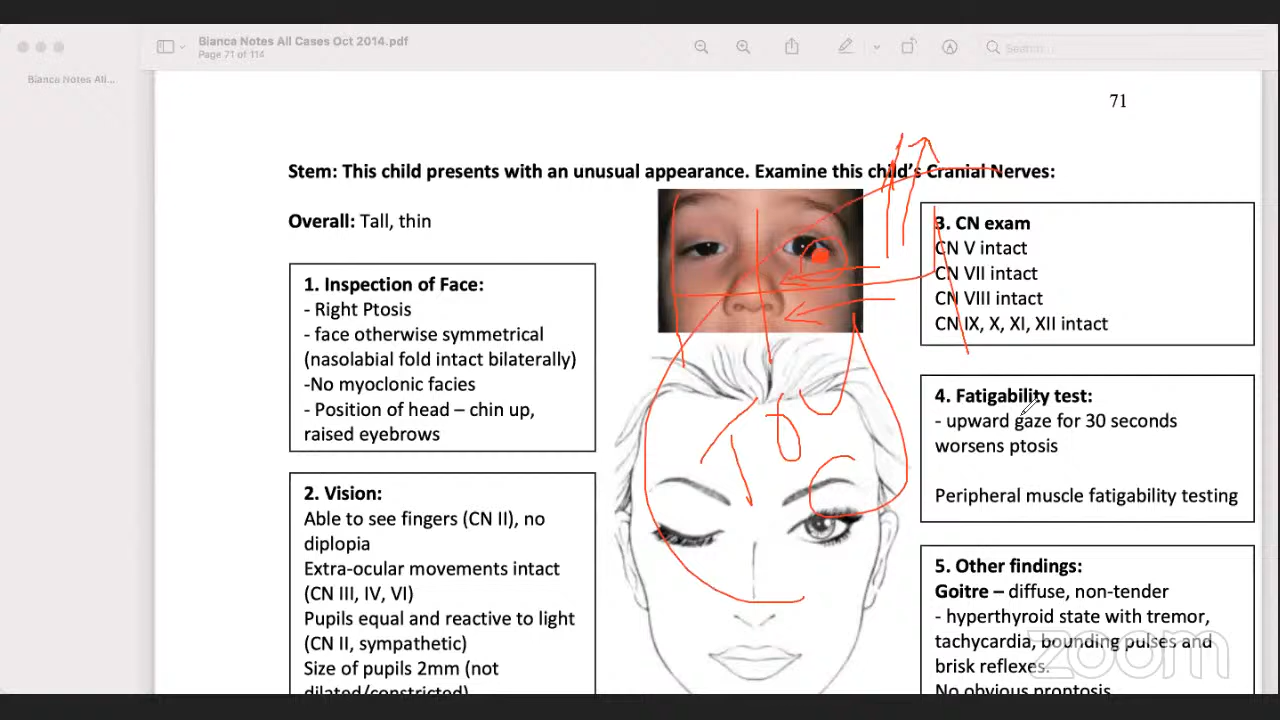 Bianca Notes All Cases Oct 2014.pdf
Page 71 of 114
Search...
Bianca Notes All...
71
Stem: This child presents with an unusual appearance. Examine this child's Cranial Nerves:
Overall: Tall, thin
1. Inspection of Face:
- Right Ptosis
- face otherwise symmetrical
(nasolabial fold intact bilaterally)
-No myoclonic facies
- Position of head – chin up,
raised eyebrows
2. Vision:
Able to see fingers (CN II), no
diplopia
Extra-ocular movements intact
(CN III, IV, VI)
Pupils equal and reactive to light
(CN II, sympathetic)
Size of pupils 2mm (not
dilated/constricted)
3. CN exam
CN V intact
CN VII intact
CN VIII intact
CN IX, X, XI, XII intact
4. Fatigability test:
- upward gaze for 30 seconds
worsens ptosis
Peripheral muscle fatigability testing
5. Other findings:
Goitre – diffuse, non-tender
- hyperthyroid state with tremor,
tachycardia, bounding pulses and
brisk reflexes.
No obvious proptosis
zoom